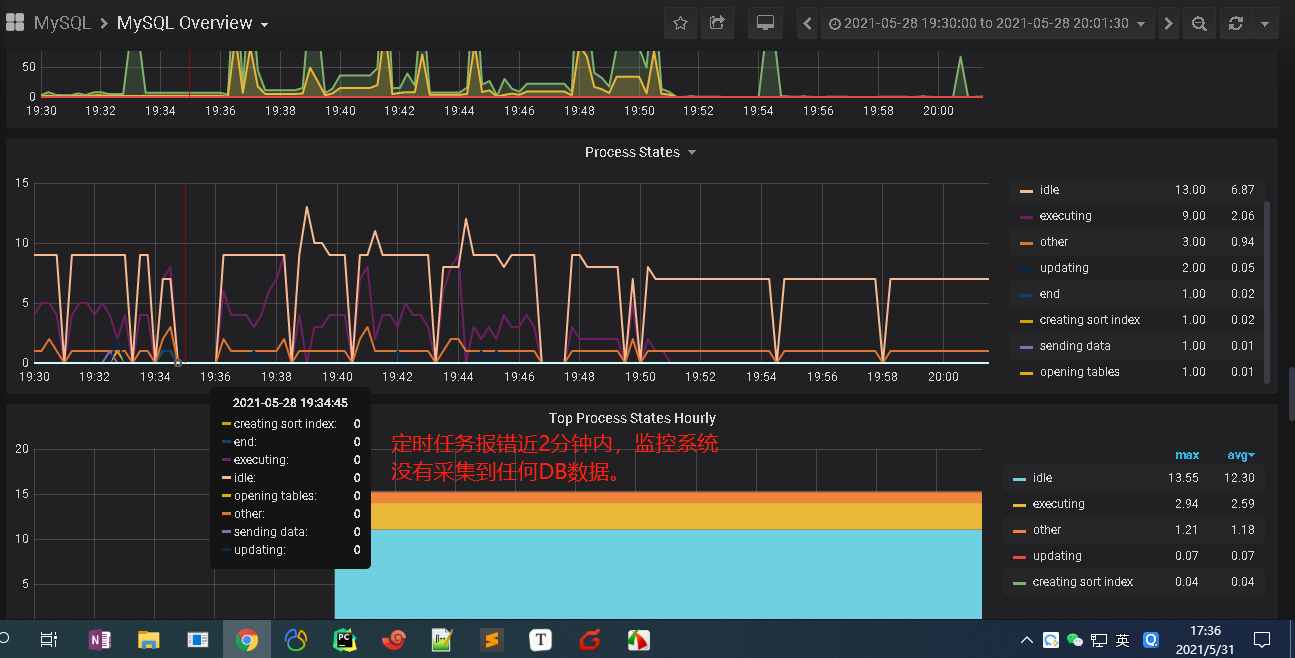 MySQL > MySQL Overview
2021-05-28 19:30:00 to 2021-05-28 20:01:30
50
0
19:30 19:32 19:34 19:36 19:38 19:40 19:42 19:44 19:46 19:48 19:50 19:52 19:54 19:56 19:58 20:00
Process States
15
10
5
0
19:30 19:32 19:34 19:36 19:38 19:40 19:42 19:44 19:46 19:48 19:50 19:52 19:54 19:56 19:58 20:00
idle 13.00 6.87
executing 9.00 2.06
other 3.00 0.94
updating 2.00 0.05
end 1.00 0.02
creating sort index 1.00 0.02
sending data 1.00 0.01
opening tables 1.00 0.01
2021-05-28 19:34:45
creating sort index: 0
end: 0
executing: 0
idle: 0
opening tables: 0
other: 0
sending data: 0
updating: 0
Top Process States Hourly
定时任务报错近2分钟内，监控系统
没有采集到任何DB数据。
20
15
10
5
max avg
idle 13.55 12.30
executing 2.94 2.59
other 1.21 1.18
updating 0.07 0.07
creating sort index 0.04 0.04
N
PC
T
英
17:36
2021/5/31